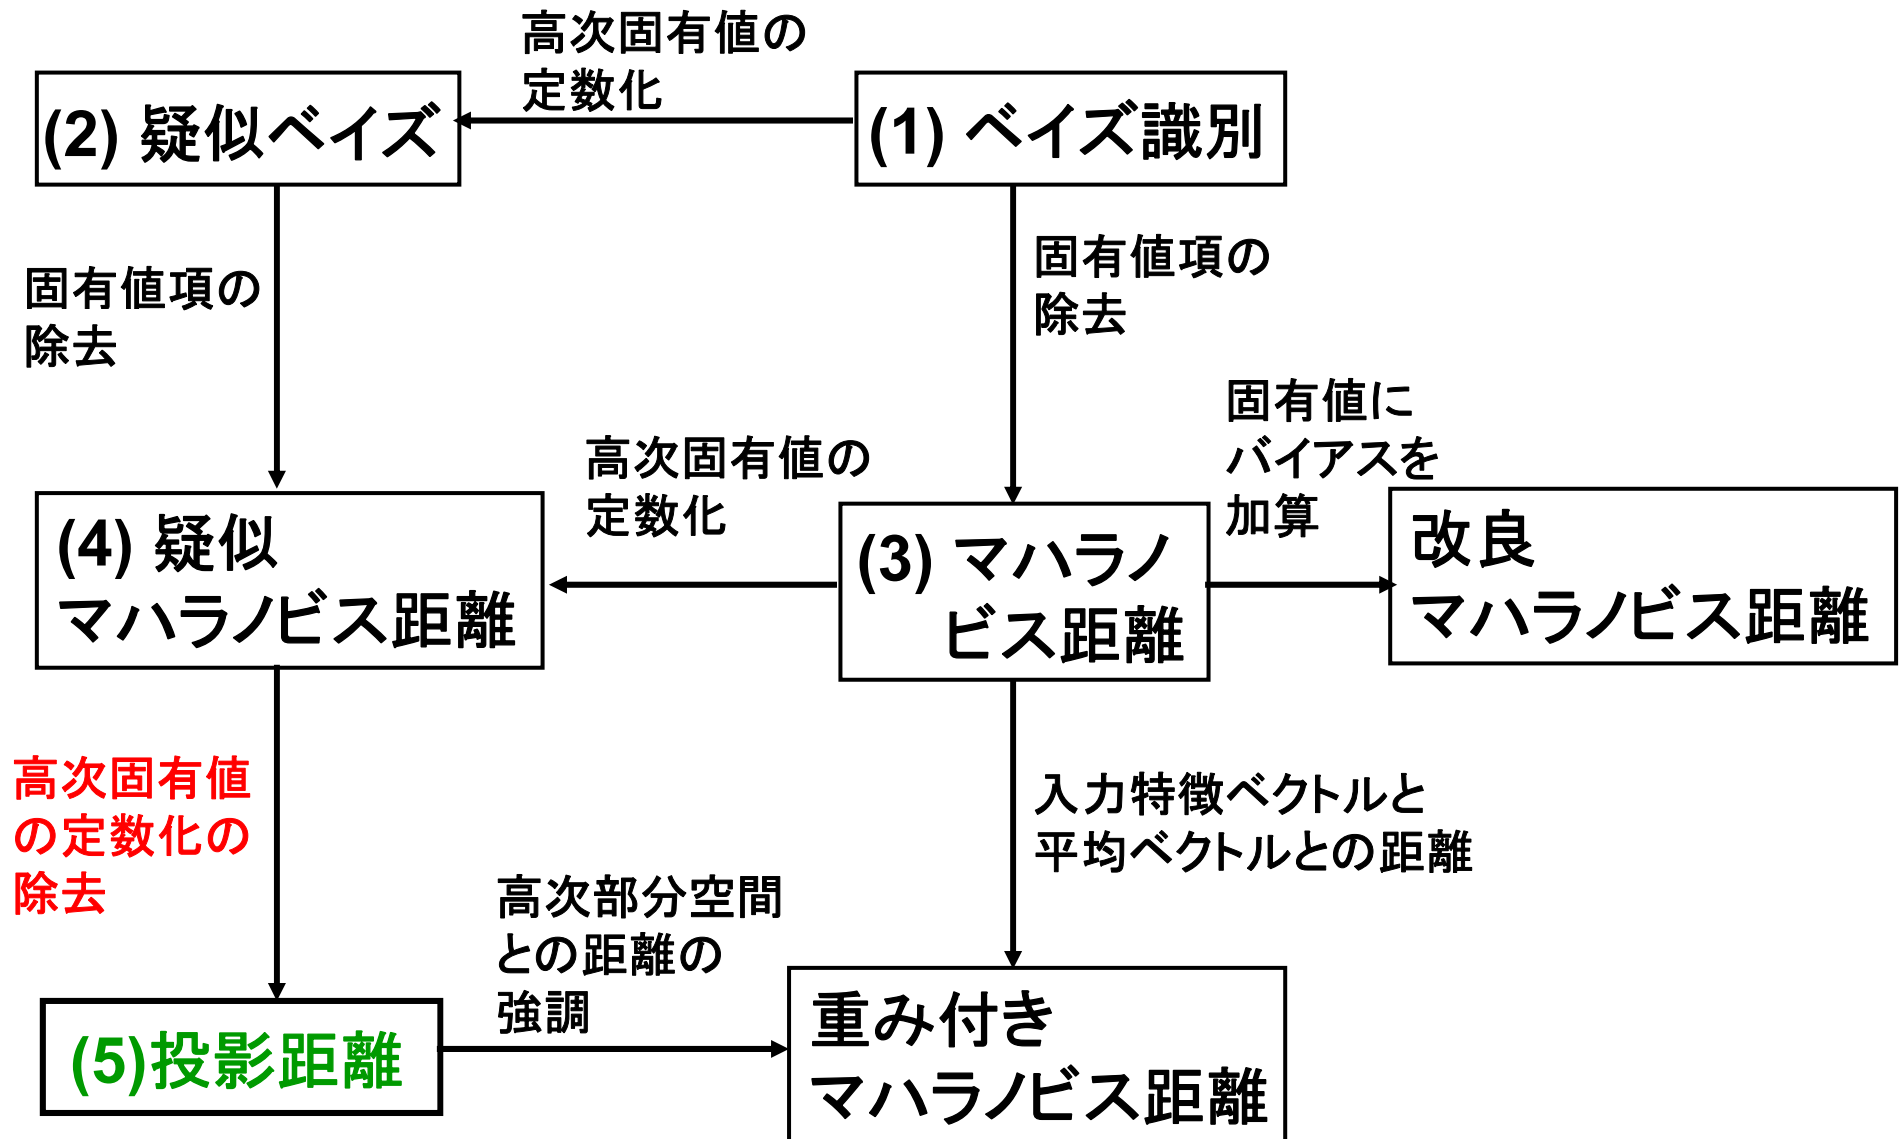 高次固有値の
定数化
(2) 疑似ベイズ
(1) ベイズ識別
固有値項の
除去
固有値項の
除去
高次固有値の
定数化
固有値に
バイアスを
加算
(4) 疑似
マハラノビス距離
(3) マハラノ
ビス距離
改良
マハラノビス距離
高次固有値
の定数化の
除去
入力特徴ベクトルと
平均ベクトルとの距離
高次部分空間
との距離の
強調
(5)投影距離
重み付き
マハラノビス距離